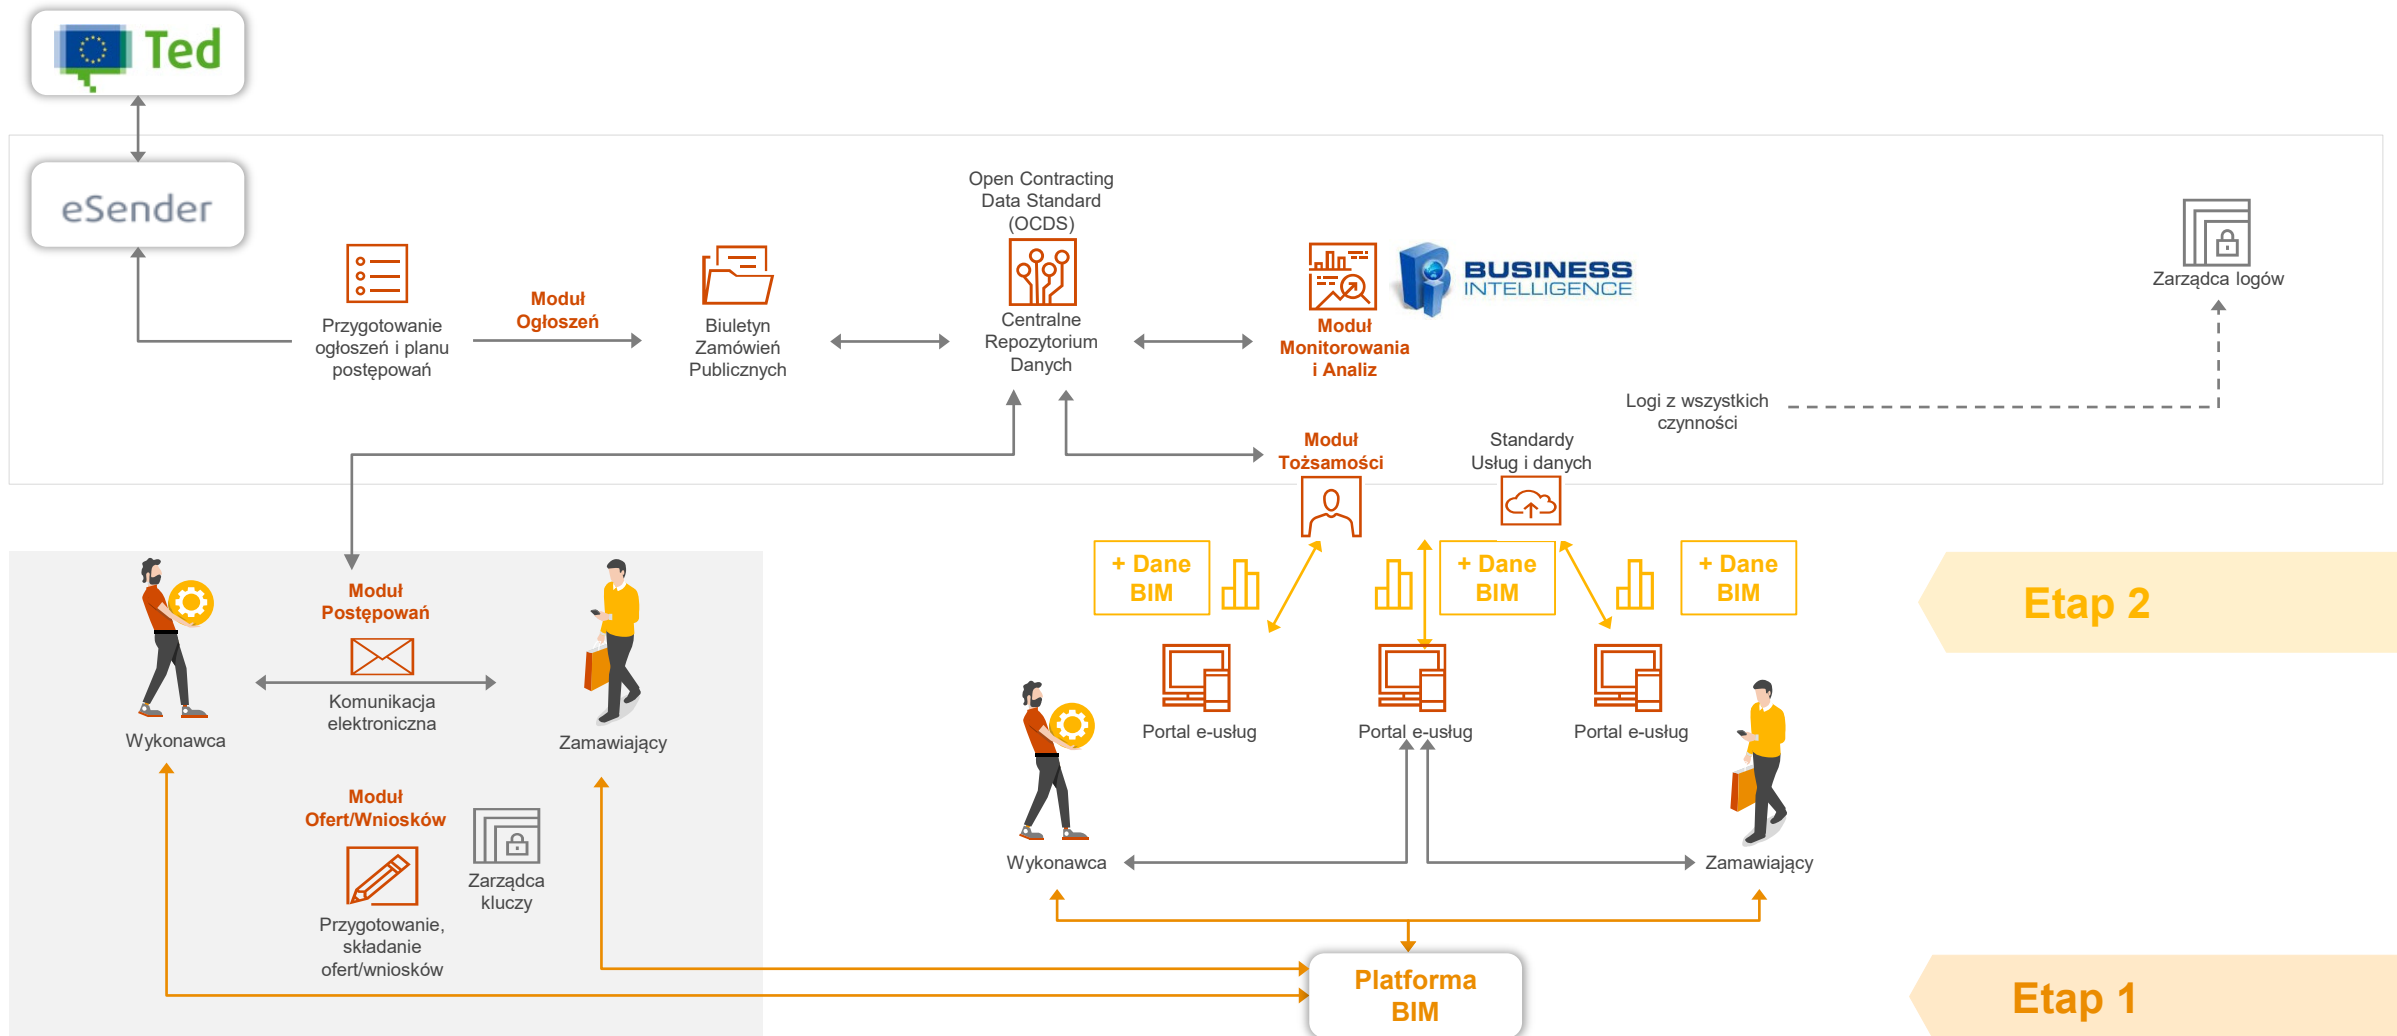 Ted
eSender
Przygotowanie
ogłoszeń i planu
postępowań
Moduł
Ogłoszeń
Biuletyn
Zamówień
Publicznych
Open Contracting
Data Standard
(OCDS)
Centralne
Repozytorium
Danych
Moduł
Monitorowania
i Analiz
BUSINESS
INTELLIGENCE
Zarządca logów
Logi z wszystkich
czynności
Moduł
Tożsamości
Standardy
Usług i danych
+ Dane
BIM
+ Dane
BIM
+ Dane
BIM
Etap 2
Moduł
Postępowań
Komunikacja
elektroniczna
Wykonawca
Zamawiający
Portal e-usług
Portal e-usług
Portal e-usług
Moduł
Ofert/Wniosków
Zarządca
kluczy
Przygotowanie,
składanie
ofert/wniosków
Wykonawca
Zamawiający
Platforma
BIM
Etap 1